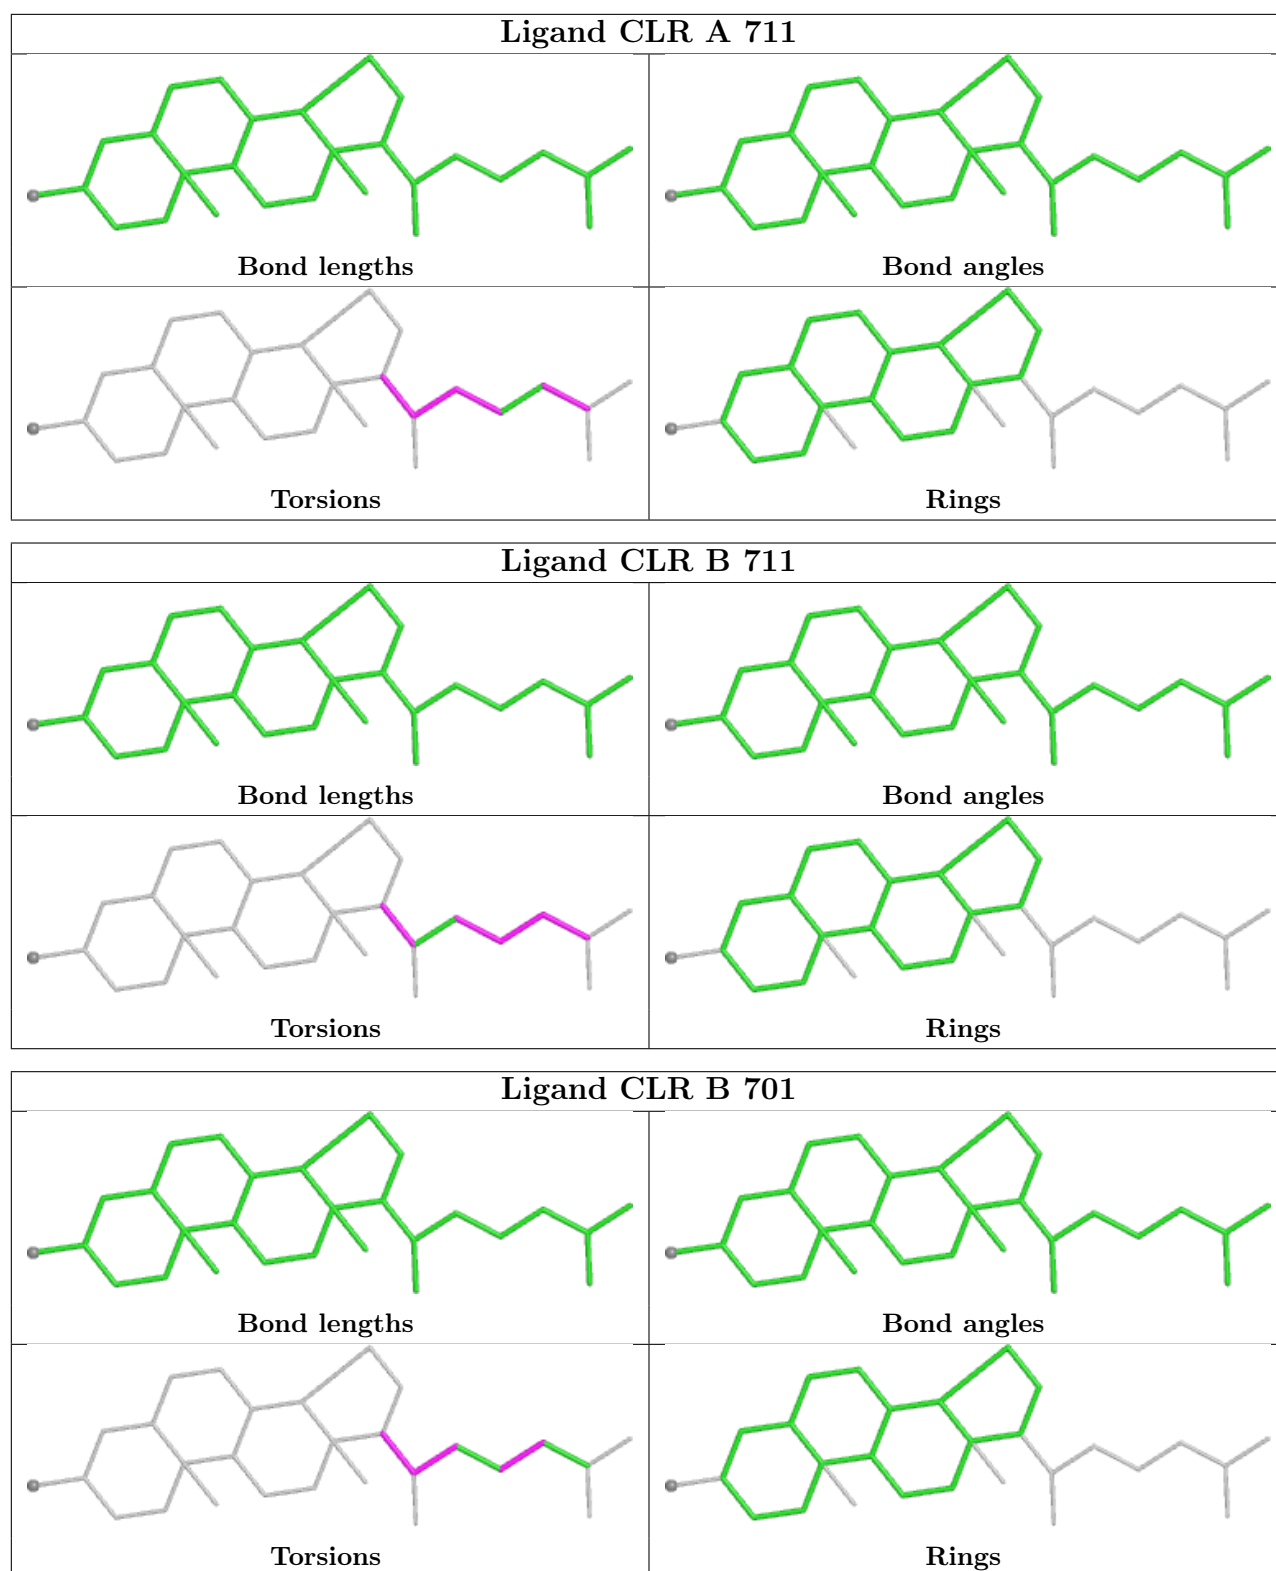 Ligand CLR A 711
Bond lengths
Bond angles
Torsions
Rings
Ligand CLR B 711
Bond lengths
Bond angles
Torsions
Rings
Ligand CLR B 701
Bond lengths
Bond angles
Torsions
Rings